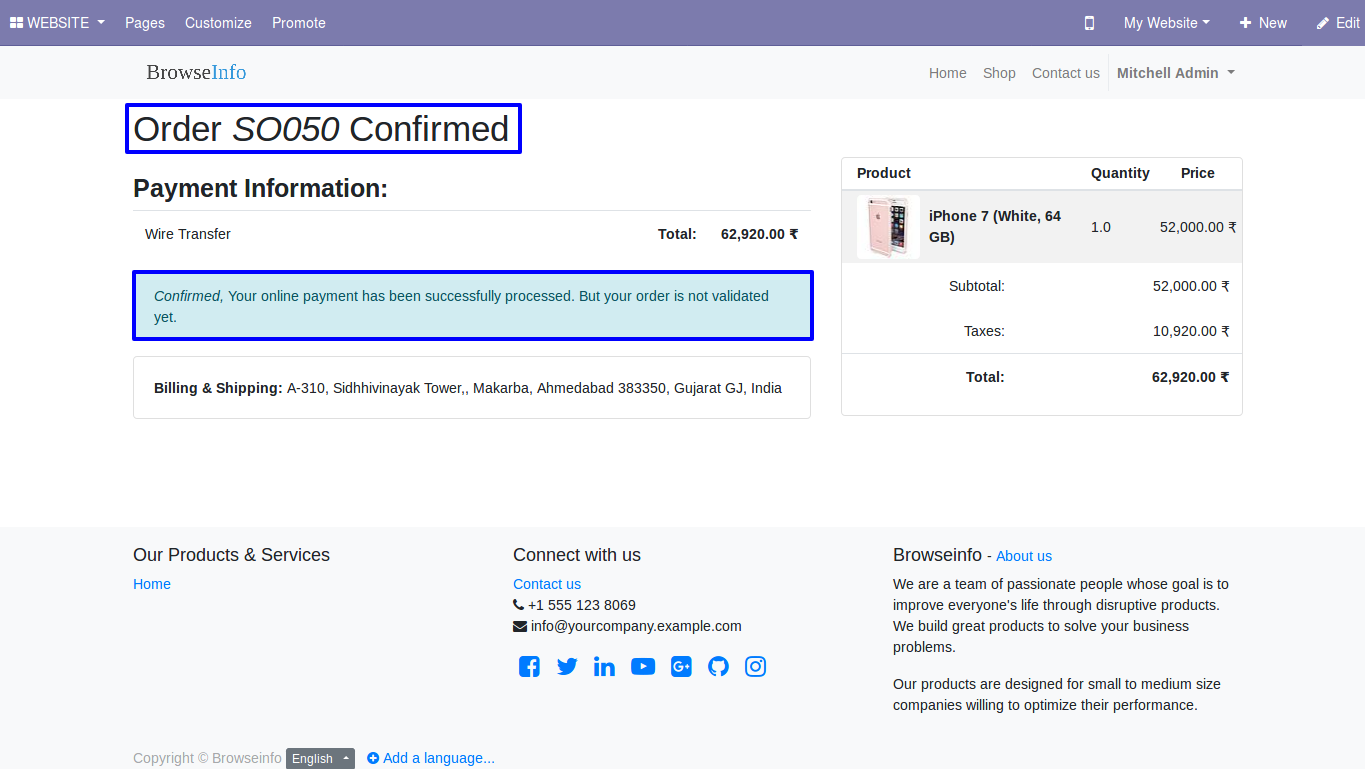 WEBSITE Pages Customize Promote My Website New Edit
BrowseInfo Home Shop Contact us Mitchell Admin
Order SO050 Confirmed
Payment Information:
Wire Transfer Total: 62,920.00 ₹
Confirmed, Your online payment has been successfully processed. But your order is not validated
yet.
Billing & Shipping: A-310, Sidhhivinayak Tower,, Makarba, Ahmedabad 383350, Gujarat GJ, India
Product Quantity Price
iPhone 7 (White, 64
GB) 1.0 52,000.00 ₹
Subtotal: 52,000.00 ₹
Taxes: 10,920.00 ₹
Total: 62,920.00 ₹
Our Products & Services
Home
Connect with us
Contact us
+1 555 123 8069
info@yourcompany.example.com
Browseinfo - About us
We are a team of passionate people whose goal is to
improve everyone's life through disruptive products.
We build great products to solve your business
problems.
Our products are designed for small to medium size
companies willing to optimize their performance.
Copyright © Browseinfo English Add a language...